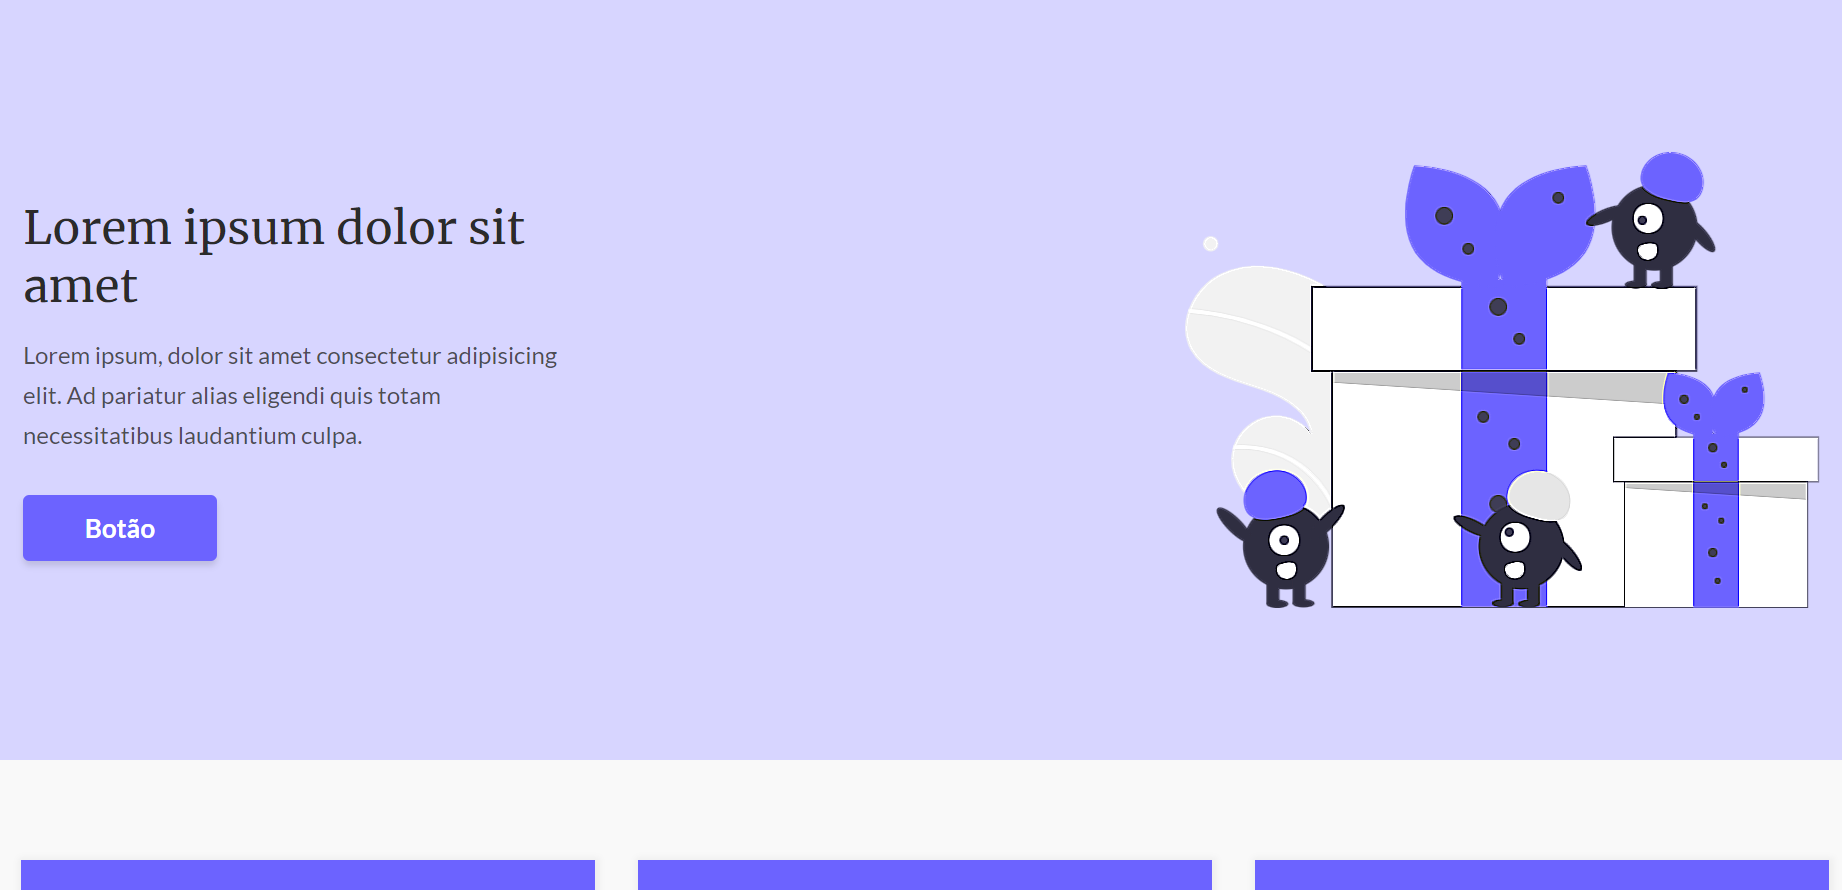 Lorem ipsum dolor sit
amet
Lorem ipsum, dolor sit amet consectetur adipisicing
elit. Ad pariatur alias eligendi quis totam
necessitatibus laudantium culpa.
Botão